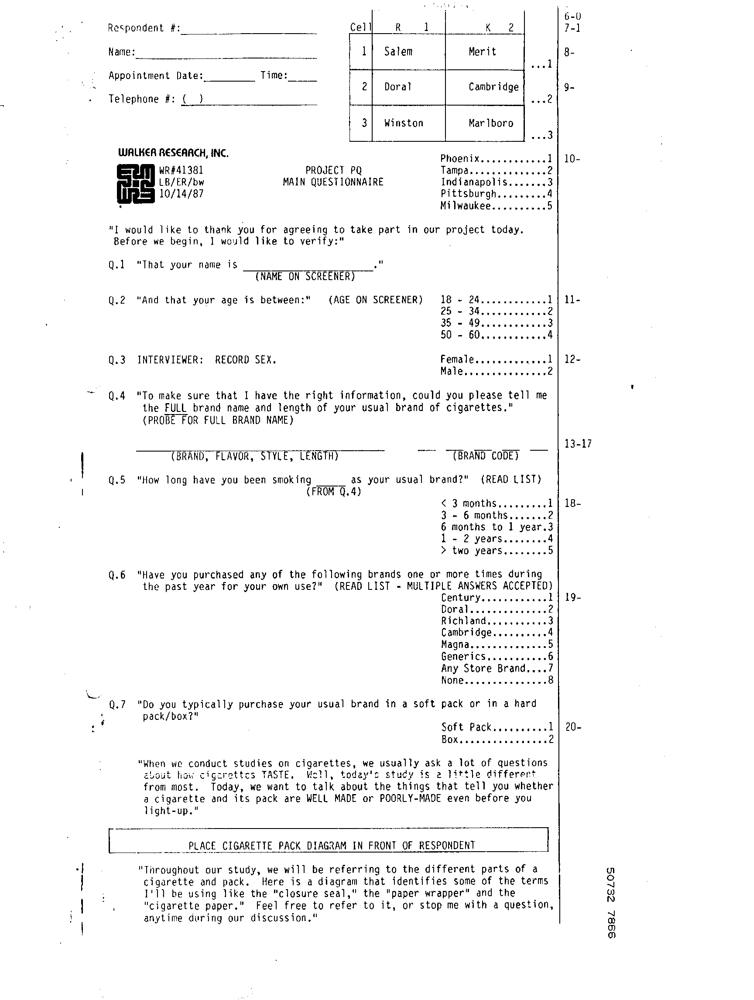 6-0
Respondent #: Cell R 1 K 2 7-1
Name: 1 Salem Merit ...1 8-
Appointment Date: Time:
2 Doral Cambridge ...2 9-
Telephone #: ( )
3 Winston Marlboro ...3
WALKER RESEARCH, INC.
WR#41381
LB/ER/bw
10/14/87
PROJECT PQ
MAIN QUESTIONNAIRE
Phoenix...........1 10-
Tampa.............2
Indianapolis......3
Pittsburgh........4
Milwaukee.........5
"I would like to thank you for agreeing to take part in our project today.
Before we begin, I would like to verify:"
Q.1 "That your name is ."
(NAME ON SCREENER)
Q.2 "And that your age is between:" (AGE ON SCREENER) 18 - 24...........1 11-
25 - 34...........2
35 - 49...........3
50 - 60...........4
Q.3 INTERVIEWER: RECORD SEX. Female............1 12-
Male..............2
Q.4 "To make sure that I have the right information, could you please tell me
the FULL brand name and length of your usual brand of cigarettes."
(PROBE FOR FULL BRAND NAME)
13-17
(BRAND, FLAVOR, STYLE, LENGTH) (BRAND CODE)
Q.5 "How long have you been smoking _____ as your usual brand?" (READ LIST)
(FROM Q.4)
< 3 months........1 18-
3 - 6 months......2
6 months to 1 year.3
1 - 2 years.......4
> two years.......5
Q.6 "Have you purchased any of the following brands one or more times during
the past year for your own use?" (READ LIST - MULTIPLE ANSWERS ACCEPTED)
Century...........1 19-
Doral.............2
Richland..........3
Cambridge.........4
Magna.............5
Generics..........6
Any Store Brand...7
None..............8
Q.7 "Do you typically purchase your usual brand in a soft pack or in a hard
pack/box?"
Soft Pack.........1 20-
Box...............2
"When we conduct studies on cigarettes, we usually ask a lot of questions
about how cigarettes TASTE. Well, today's study is a little different
from most. Today, we want to talk about the things that tell you whether
a cigarette and its pack are WELL MADE or POORLY-MADE even before you
light-up."
PLACE CIGARETTE PACK DIAGRAM IN FRONT OF RESPONDENT
"Throughout our study, we will be referring to the different parts of a
cigarette and pack. Here is a diagram that identifies some of the terms
I'll be using like the "closure seal," the "paper wrapper" and the
"cigarette paper." Feel free to refer to it, or stop me with a question,
anytime during our discussion."
50732 7866